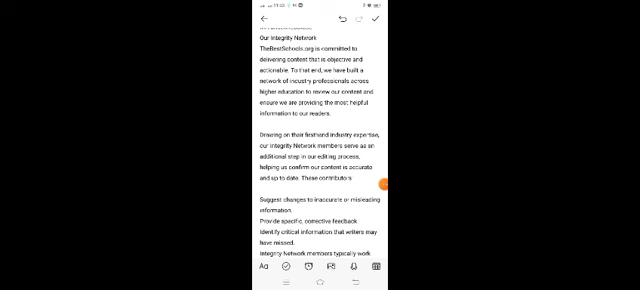 Our Integrity Network
TheBestSchools.org is committed to
delivering content that is objective and
actionable. To that end, we have built a
network of industry professionals across
higher education to review our content and
ensure we are providing the most helpful
information to our readers.
Drawing on their firsthand industry expertise,
our Integrity Network members serve as an
additional step in our editing process,
helping us confirm our content is accurate
and up to date. These contributors
Suggest changes to inaccurate or misleading
information.
Provide specific, corrective feedback
Identify critical information that writers may
have missed.
Integrity Network members typically work
Aa